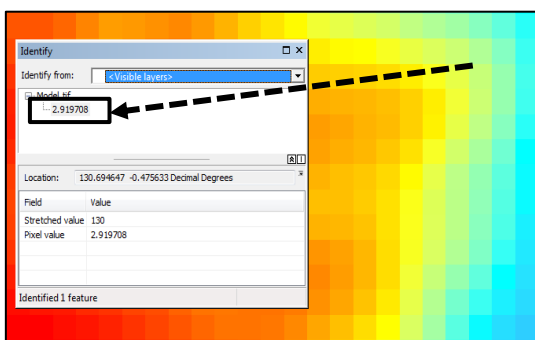 Identify
Identify from: <Visible layers>
Model.tif
2.919708
Location: 130.694647 -0.475633 Decimal Degrees
Field Value
Stretched value 130
Pixel value 2.919708
Identified 1 feature